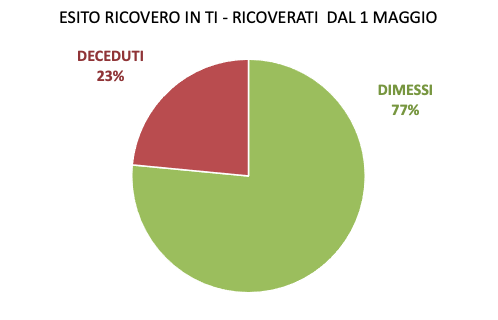 ESITO RICOVERO IN TI - RICOVERATI DAL 1 MAGGIO
DECEDUTI
23%
DIMESSI
77%